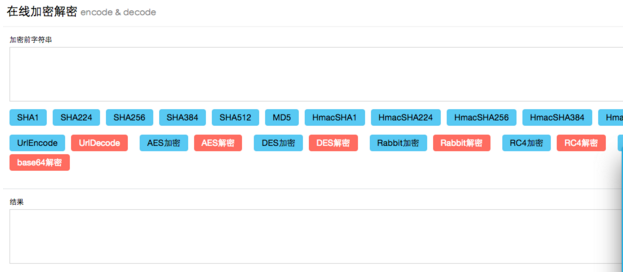 在线加密解密 encode & decode
加密前字符串
SHA1 SHA224 SHA256 SHA384 SHA512 MD5 HmacSHA1 HmacSHA224 HmacSHA256 HmacSHA384 Hma
UrlEncode UrlDecode AES加密 AES解密 DES加密 DES解密 Rabbit加密 Rabbit解密 RC4加密 RC4解密
base64解密
结果